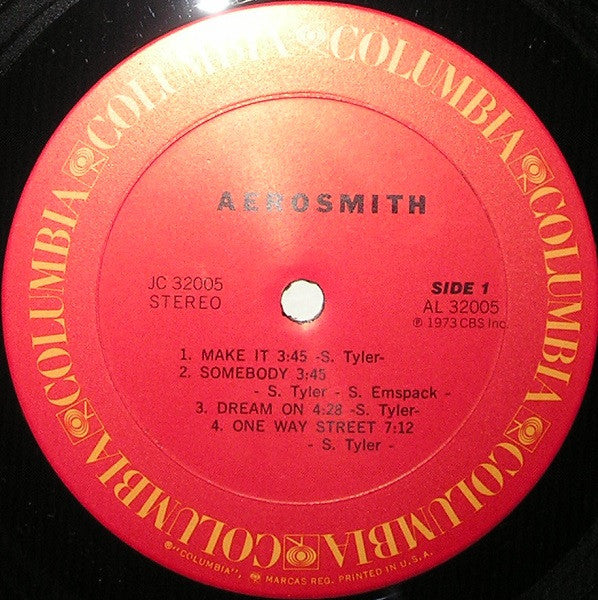 COLUMBIA COLUMBIA COLUMBIA COLUMBIA COLUMBIA COLUMBIA
AEROSMITH
JC 32005
STEREO
SIDE 1
AL 32005
℗ 1973 CBS Inc.
1. MAKE IT 3:45 -S. Tyler-
2. SOMEBODY 3:45
- S. Tyler - S. Emspack -
3. DREAM ON 4:28 -S. Tyler-
4. ONE WAY STREET 7:12
- S. Tyler -
®"COLUMBIA", MARCAS REG. PRINTED IN U.S.A.